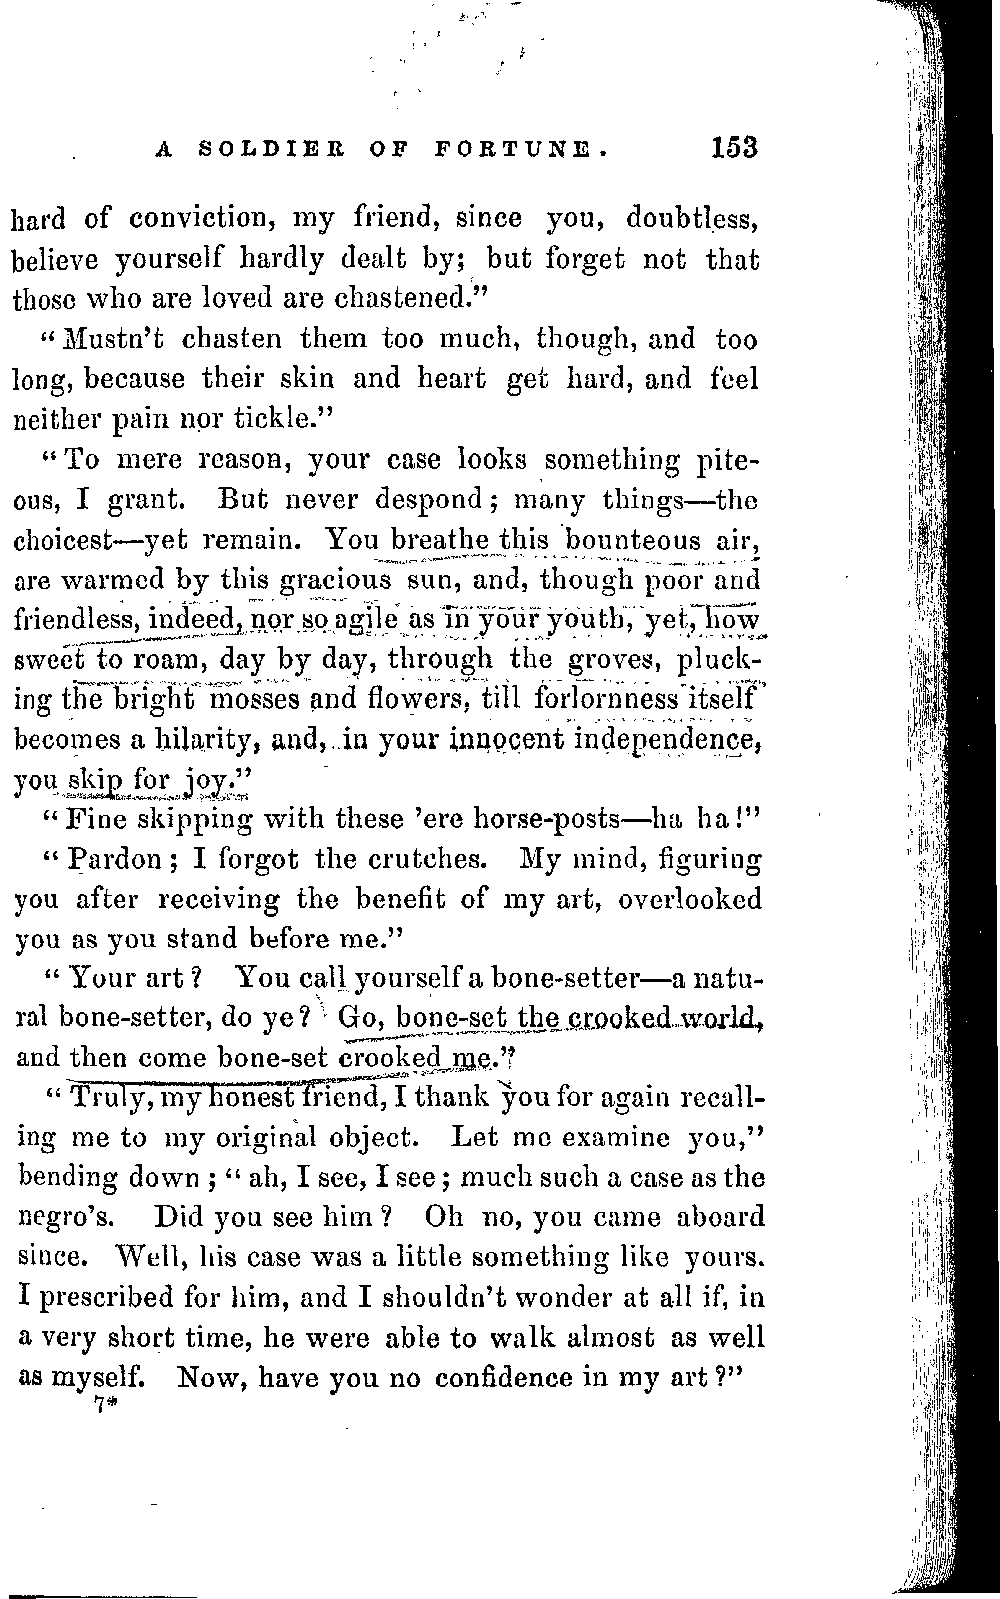 A SOLDIER OF FORTUNE. 153
hard of conviction, my friend, since you, doubtless,
believe yourself hardly dealt by; but forget not that
those who are loved are chastened."
"Mustn't chasten them too much, though, and too
long, because their skin and heart get hard, and feel
neither pain nor tickle."
"To mere reason, your case looks something pite-
ous, I grant. But never despond; many things—the
choicest—yet remain. You breathe this bounteous air,
are warmed by this gracious sun, and, though poor and
friendless, indeed, nor so agile as in your youth, yet, how
sweet to roam, day by day, through the groves, pluck-
ing the bright mosses and flowers, till forlornness itself
becomes a hilarity, and, in your innocent independence,
you skip for joy."
"Fine skipping with these 'ere horse-posts—ha ha!"
"Pardon; I forgot the crutches. My mind, figuring
you after receiving the benefit of my art, overlooked
you as you stand before me."
"Your art? You call yourself a bone-setter—a natu-
ral bone-setter, do ye? Go, bone-set the crooked world,
and then come bone-set crooked me."
"Truly, my honest friend, I thank you for again recall-
ing me to my original object. Let me examine you,"
bending down; "ah, I see, I see; much such a case as the
negro's. Did you see him? Oh no, you came aboard
since. Well, his case was a little something like yours.
I prescribed for him, and I shouldn't wonder at all if, in
a very short time, he were able to walk almost as well
as myself. Now, have you no confidence in my art?"
7*